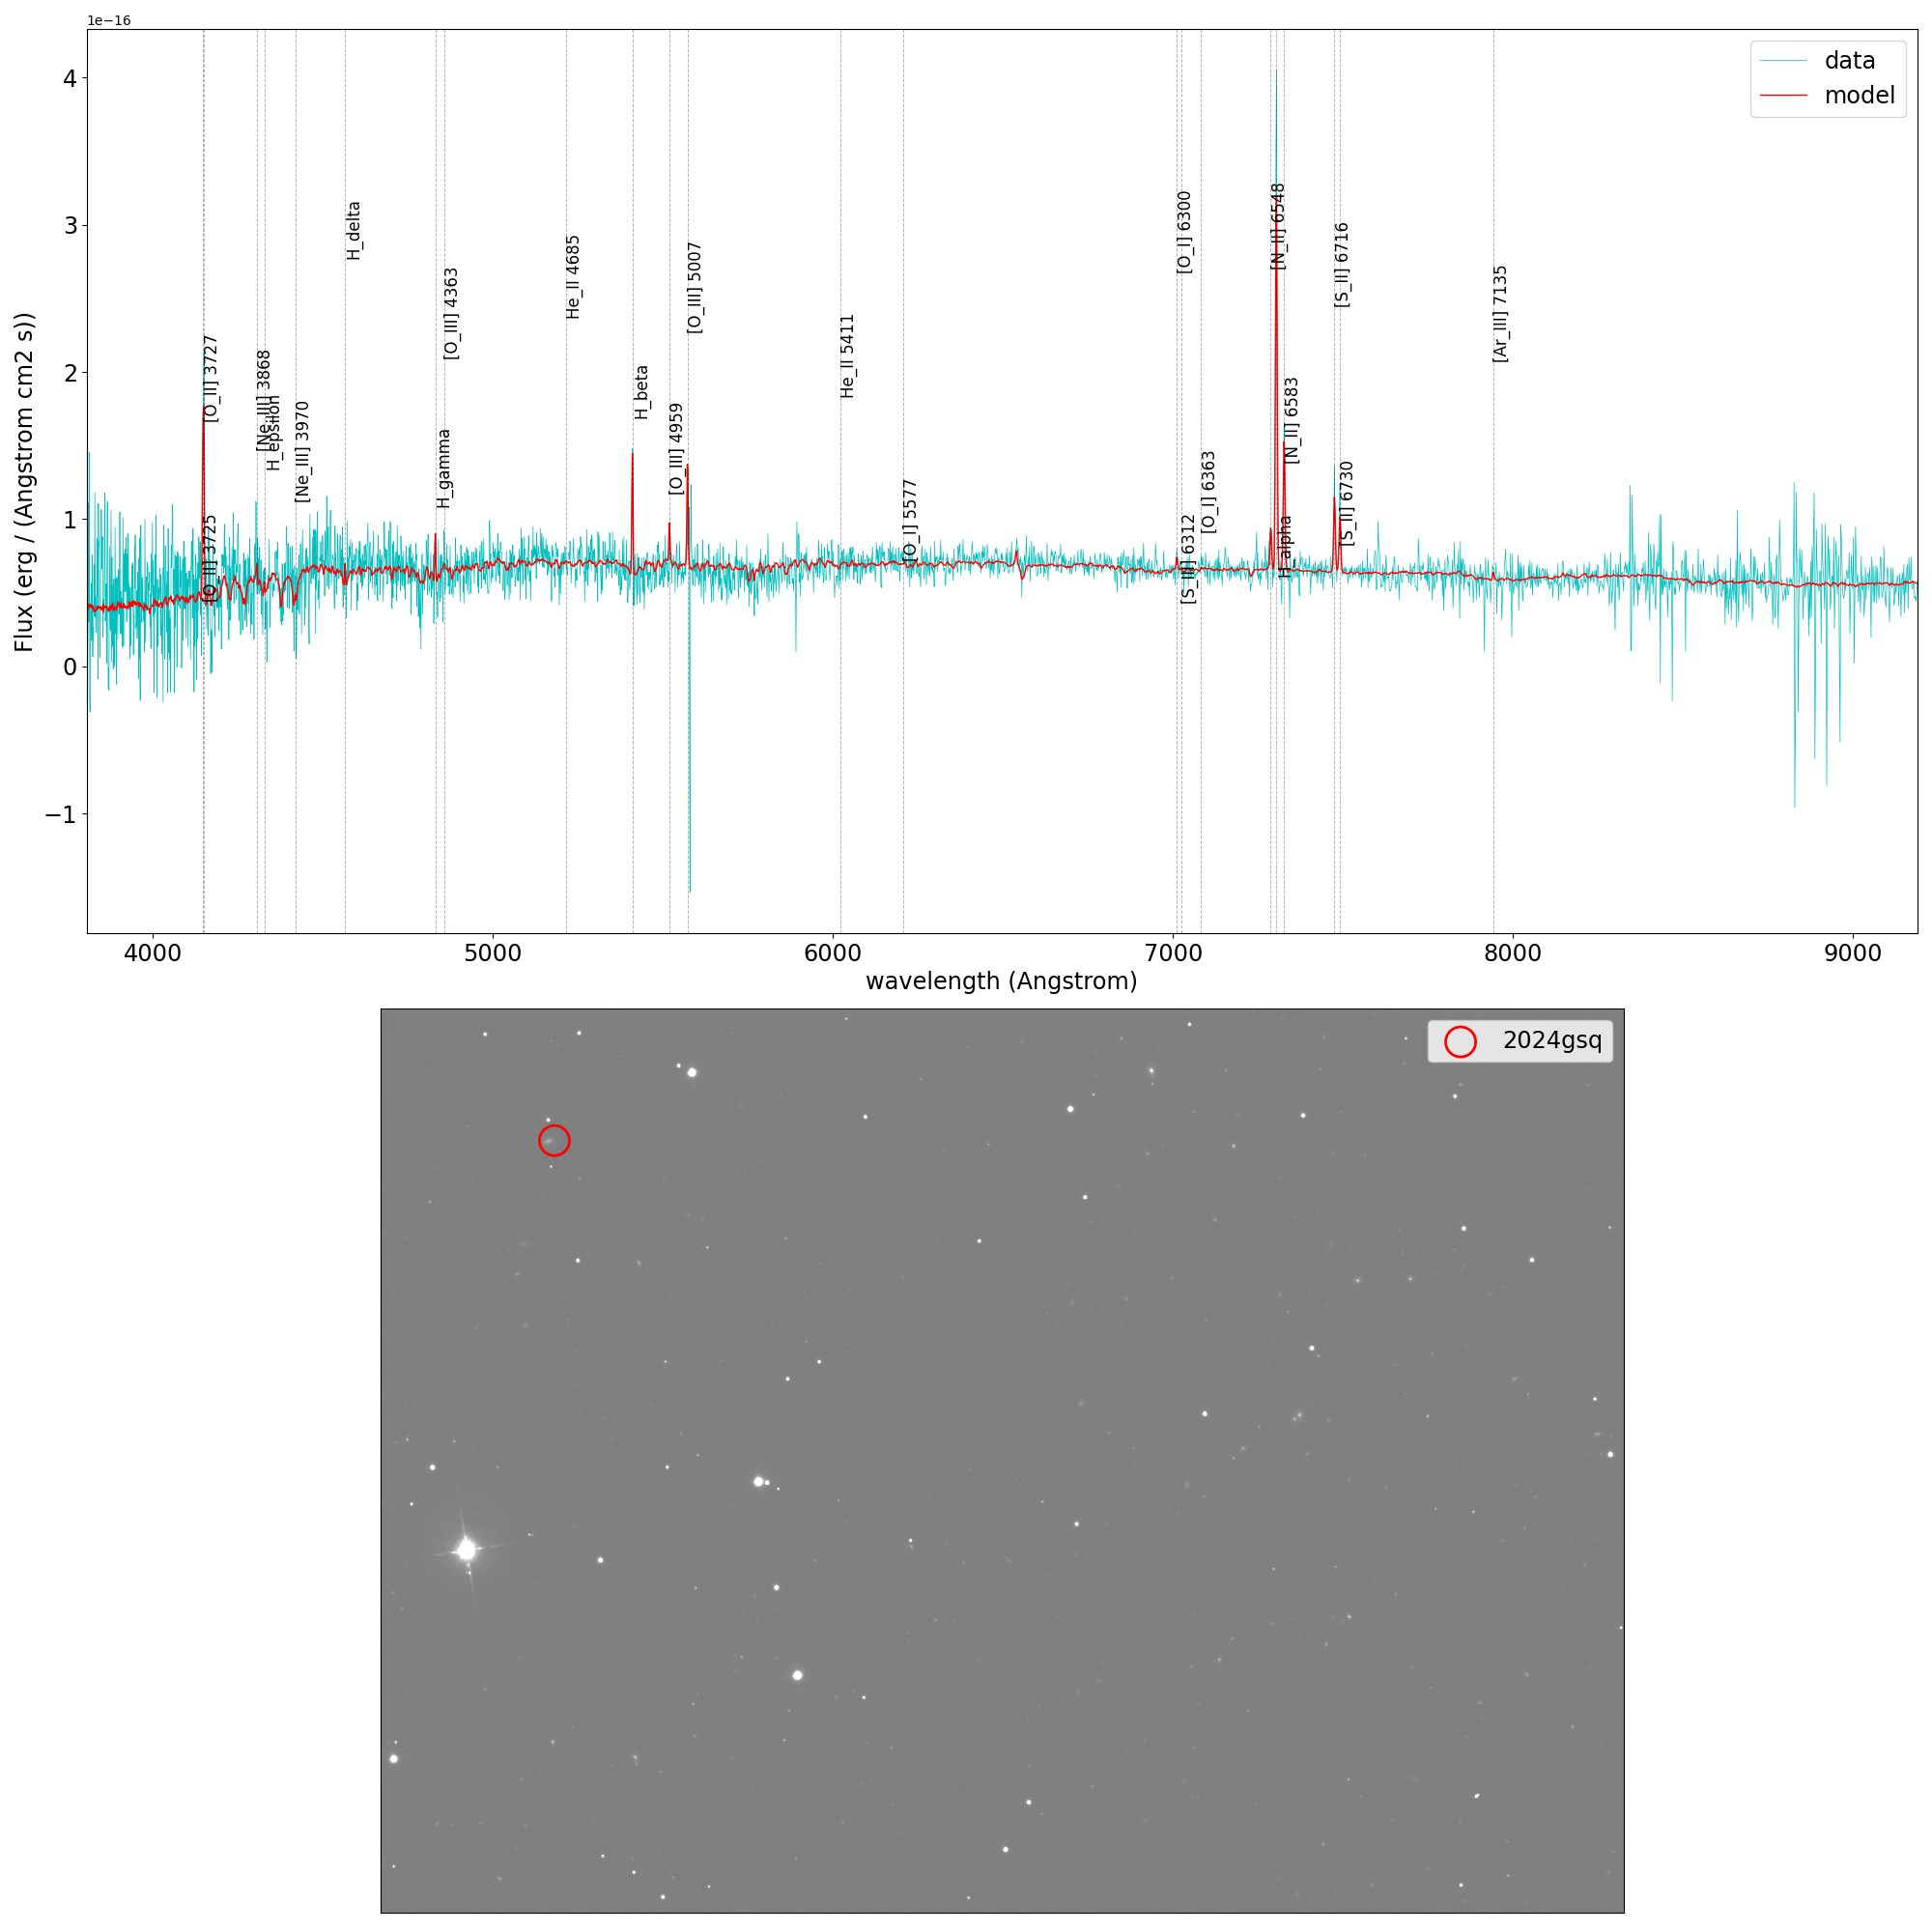 1e−16
Flux (erg / (Angstrom cm2 s))
4
3
2
1
0
−1
data
model
[O_II] 3727
[O_II] 3725
[Ne_III] 3868
H_epsilon
[Ne_III] 3970
H_delta
H_gamma
[O_III] 4363
He_II 4685
H_beta
[O_III] 4959
[O_III] 5007
He_II 5411
[O_I] 5577
[O_I] 6300
[S_III] 6312
[O_I] 6363
[N_II] 6548
H_alpha
[N_II] 6583
[S_II] 6716
[S_II] 6730
[Ar_III] 7135
4000 5000 6000 7000 8000 9000
wavelength (Angstrom)
2024gsq